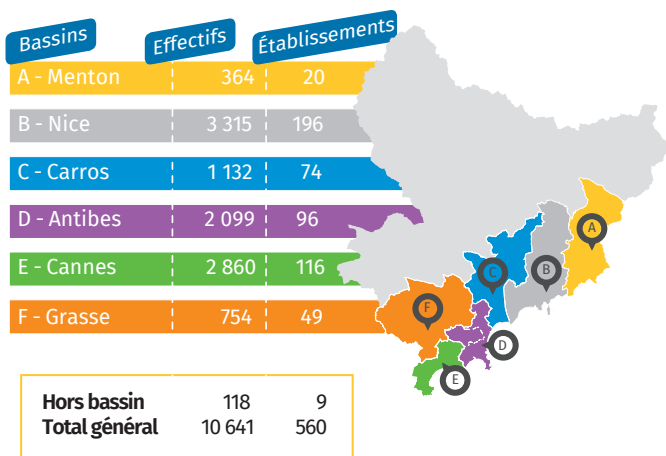 Bassins Effectifs Établissements
A - Menton 364 20
B - Nice 3 315 196
C - Carros 1 132 74
D - Antibes 2 099 96
E - Cannes 2 860 116
F - Grasse 754 49
A
B
C
F
D
E
Hors bassin 118 9
Total général 10 641 560